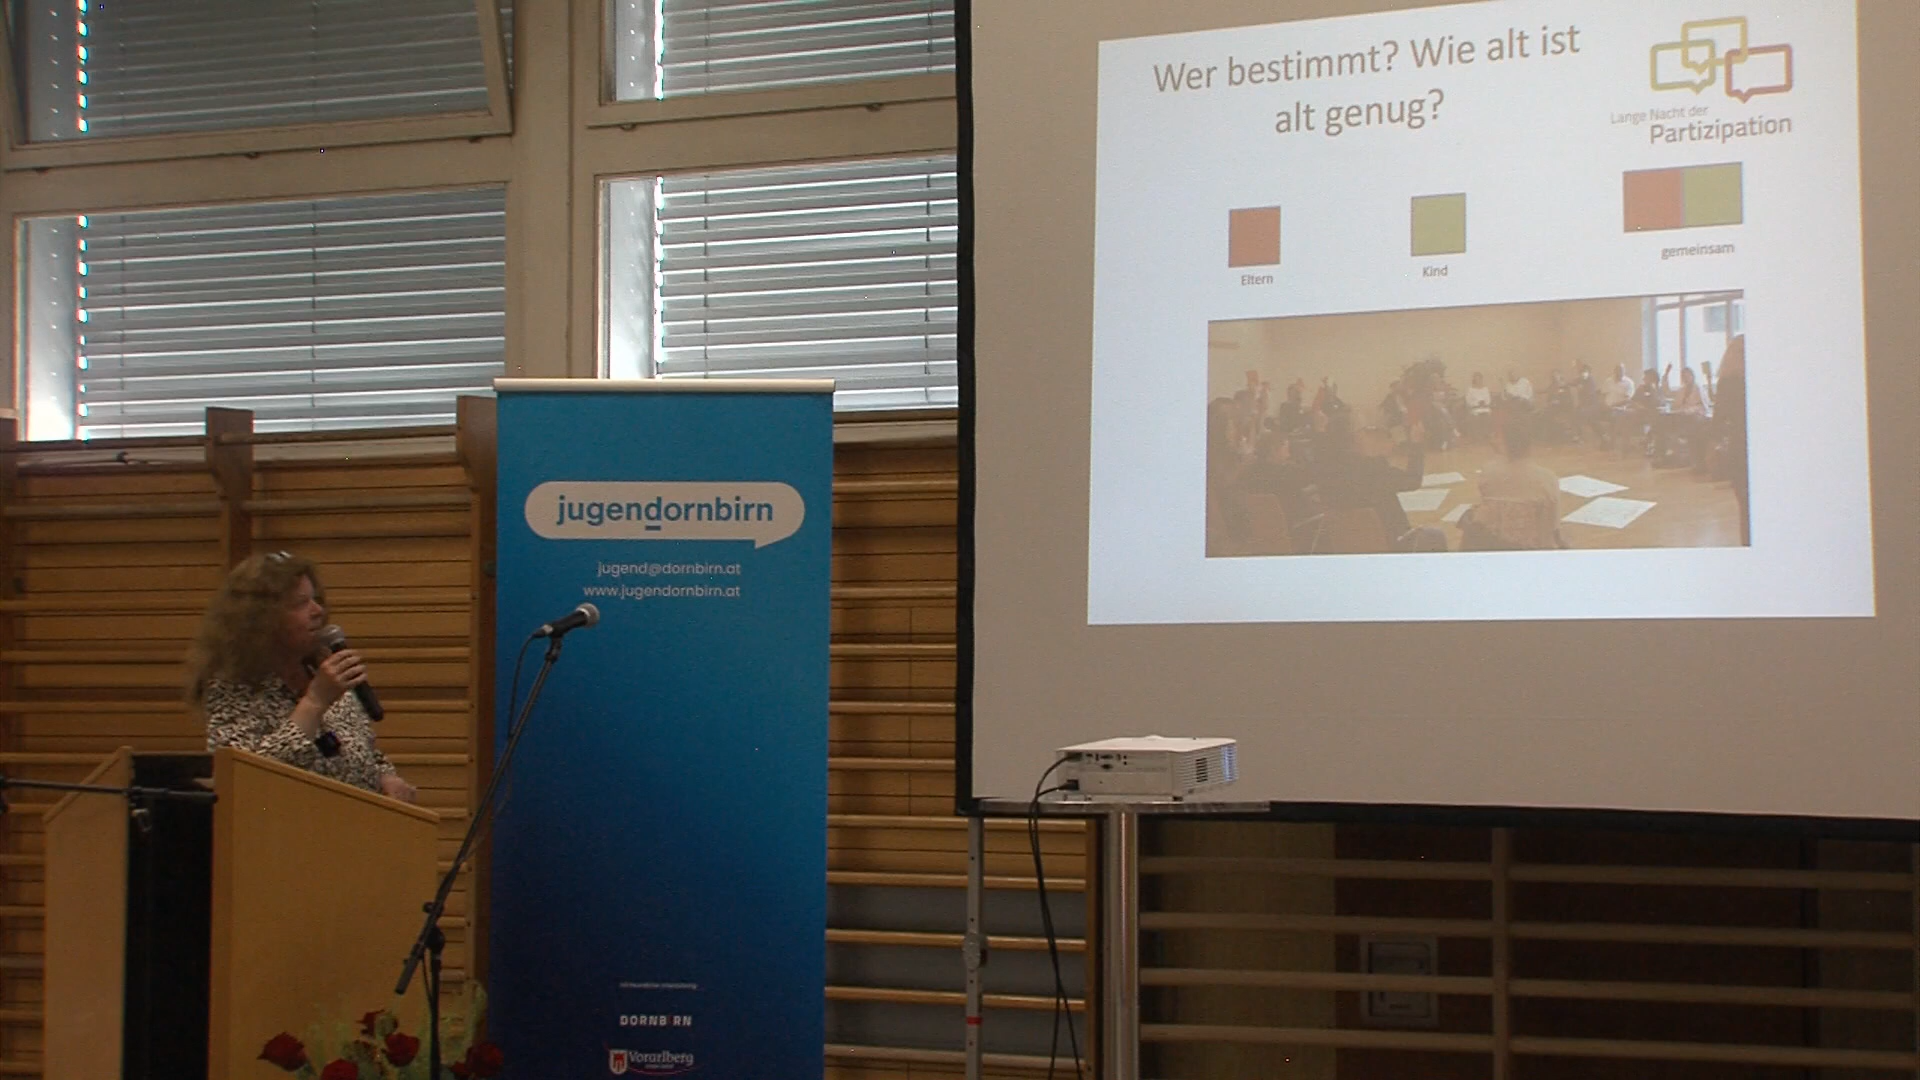 Wer bestimmt? Wie alt ist
alt genug?
Lange Nacht der
Partizipation
Eltern
Kind
gemeinsam
jugendornbirn
jugend@dornbirn.at
www.jugendornbirn.at
DORNBIRN
Vorarlberg